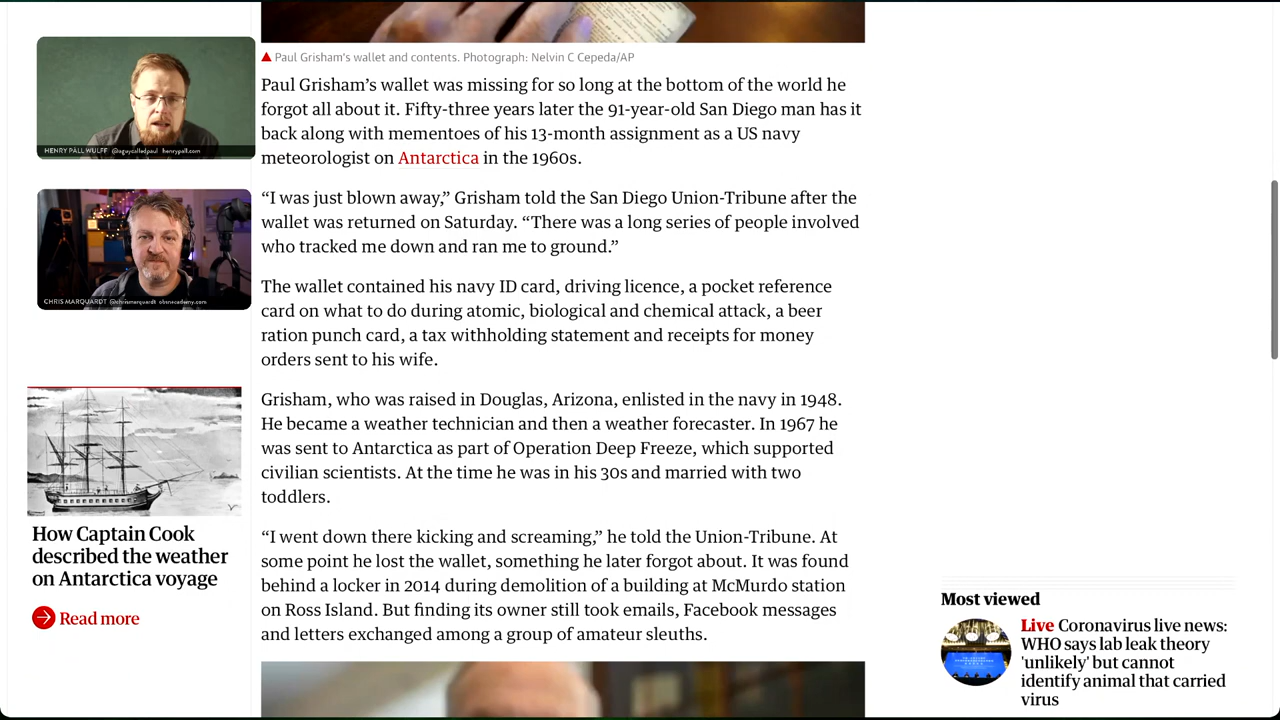 Paul Grisham's wallet and contents. Photograph: Nelvin C Cepeda/AP
HENRY PALL WULFF @aguycalledpaul henrypall.com
CHRIS MARQUARDT @chrismarquardt obsnecademy.com
Paul Grisham’s wallet was missing for so long at the bottom of the world he
forgot all about it. Fifty-three years later the 91-year-old San Diego man has it
back along with mementoes of his 13-month assignment as a US navy
meteorologist on Antarctica in the 1960s.
“I was just blown away,” Grisham told the San Diego Union-Tribune after the
wallet was returned on Saturday. “There was a long series of people involved
who tracked me down and ran me to ground.”
The wallet contained his navy ID card, driving licence, a pocket reference
card on what to do during atomic, biological and chemical attack, a beer
ration punch card, a tax withholding statement and receipts for money
orders sent to his wife.
Grisham, who was raised in Douglas, Arizona, enlisted in the navy in 1948.
He became a weather technician and then a weather forecaster. In 1967 he
was sent to Antarctica as part of Operation Deep Freeze, which supported
civilian scientists. At the time he was in his 30s and married with two
toddlers.
“I went down there kicking and screaming,” he told the Union-Tribune. At
some point he lost the wallet, something he later forgot about. It was found
behind a locker in 2014 during demolition of a building at McMurdo station
on Ross Island. But finding its owner still took emails, Facebook messages
and letters exchanged among a group of amateur sleuths.
How Captain Cook
described the weather
on Antarctica voyage
Read more
Most viewed
Live Coronavirus live news:
WHO says lab leak theory
'unlikely' but cannot
identify animal that carried
virus